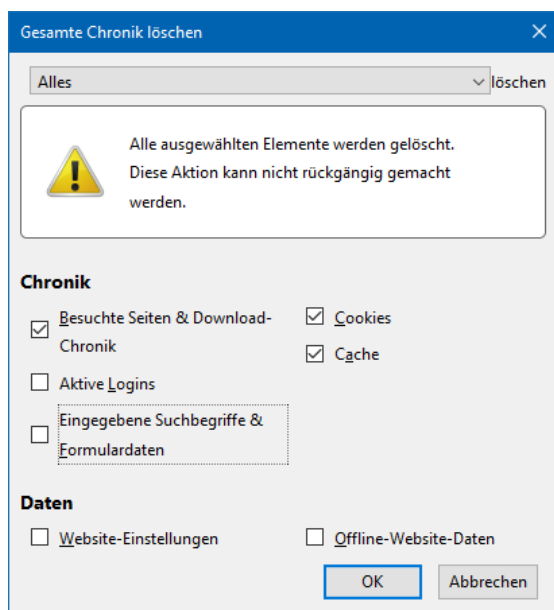 Gesamte Chronik löschen
Alles
löschen
Alle ausgewählten Elemente werden gelöscht.
Diese Aktion kann nicht rückgängig gemacht
werden.
Chronik
Besuchte Seiten & Download-
Chronik
Cookies
Cache
Aktive Logins
Eingegebene Suchbegriffe &
Formulardaten
Daten
Website-Einstellungen
Offline-Website-Daten
OK
Abbrechen